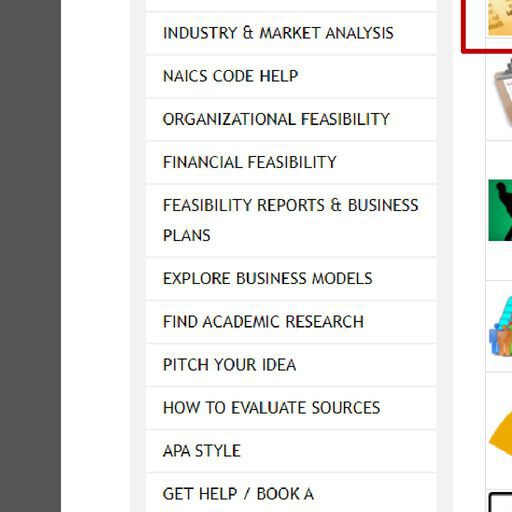 INDUSTRY & MARKET ANALYSIS
NAICS CODE HELP
ORGANIZATIONAL FEASIBILITY
FINANCIAL FEASIBILITY
FEASIBILITY REPORTS & BUSINESS
PLANS
EXPLORE BUSINESS MODELS
FIND ACADEMIC RESEARCH
PITCH YOUR IDEA
HOW TO EVALUATE SOURCES
APA STYLE
GET HELP / BOOK A